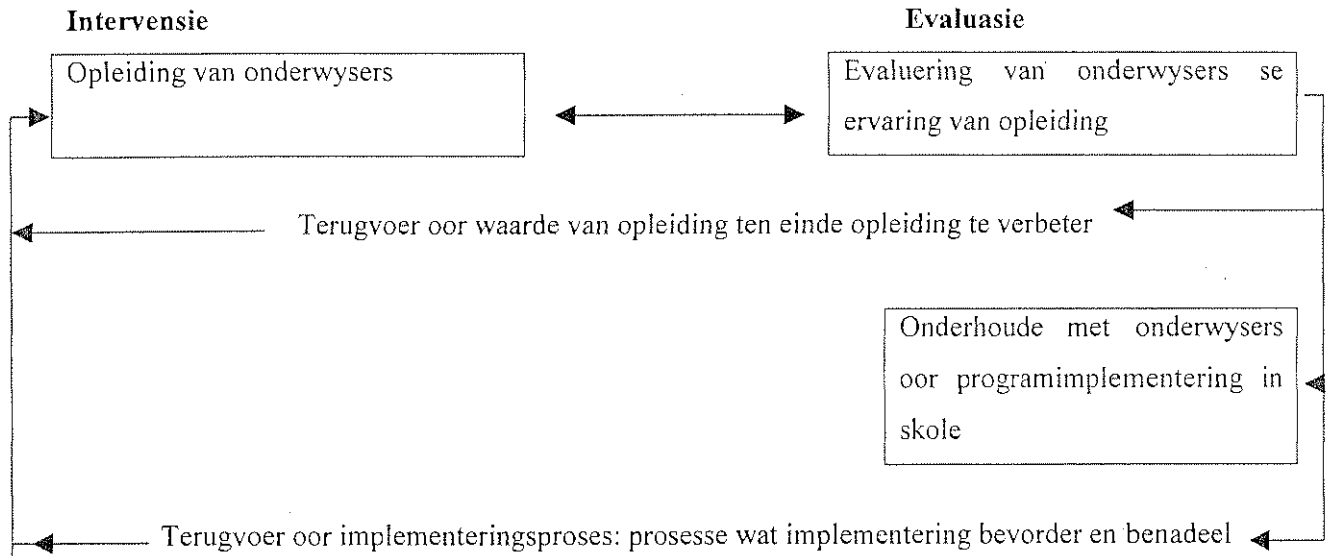 Intervensie
Evaluasie
Opleiding van onderwysers
Evaluering van onderwysers se
ervaring van opleiding
Terugvoer oor waarde van opleiding ten einde opleiding te verbeter
Onderhoude met onderwysers
oor programimplementering in
skole
Terugvoer oor implementeringsproses: prosesse wat implementering bevorder en benadeel